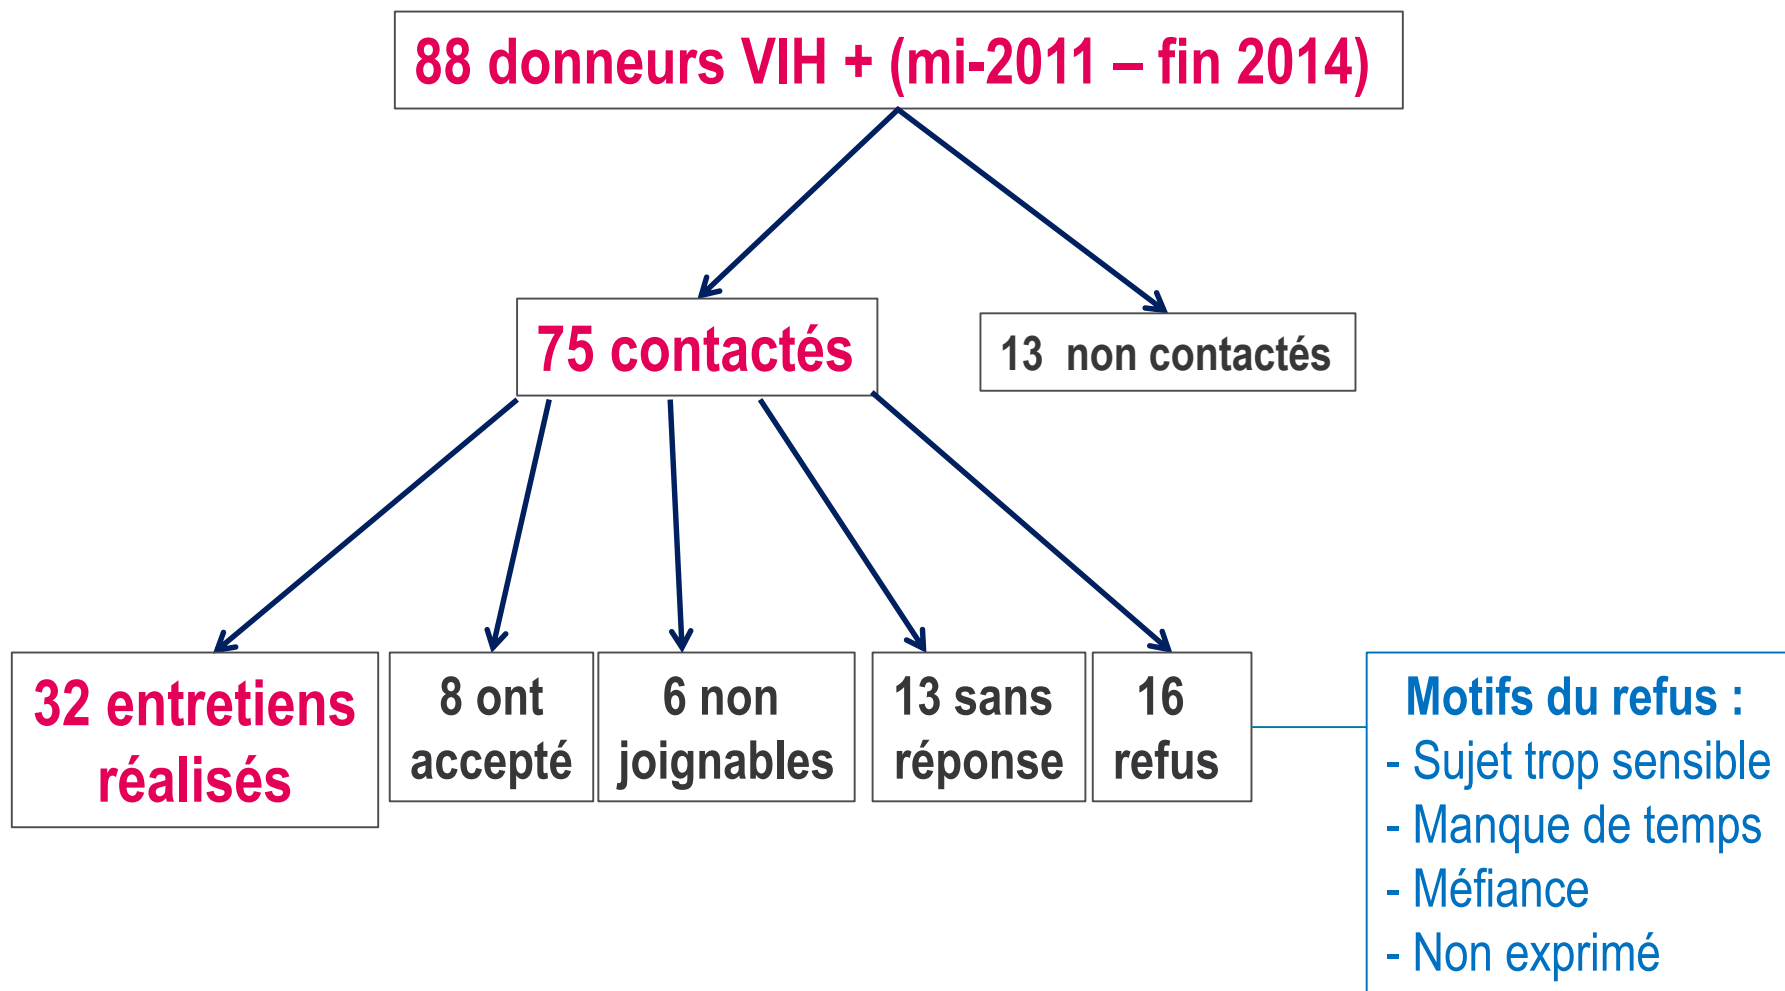 88 donneurs VIH + (mi-2011 – fin 2014)
75 contactés
13 non contactés
32 entretiens
réalisés
8 ont
accepté
6 non
joignables
13 sans
réponse
16
refus
Motifs du refus :
- Sujet trop sensible
- Manque de temps
- Méfiance
- Non exprimé